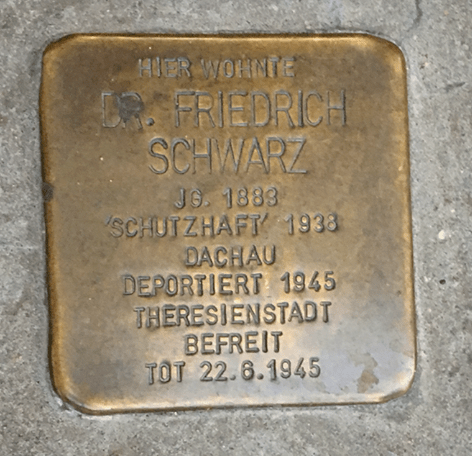 HIER WOHNTE
DR. FRIEDRICH
SCHWARZ
JG. 1883
'SCHUTZHAFT' 1938
DACHAU
DEPORTIERT 1945
THERESIENSTADT
BEFREIT
TOT 22.6.1945